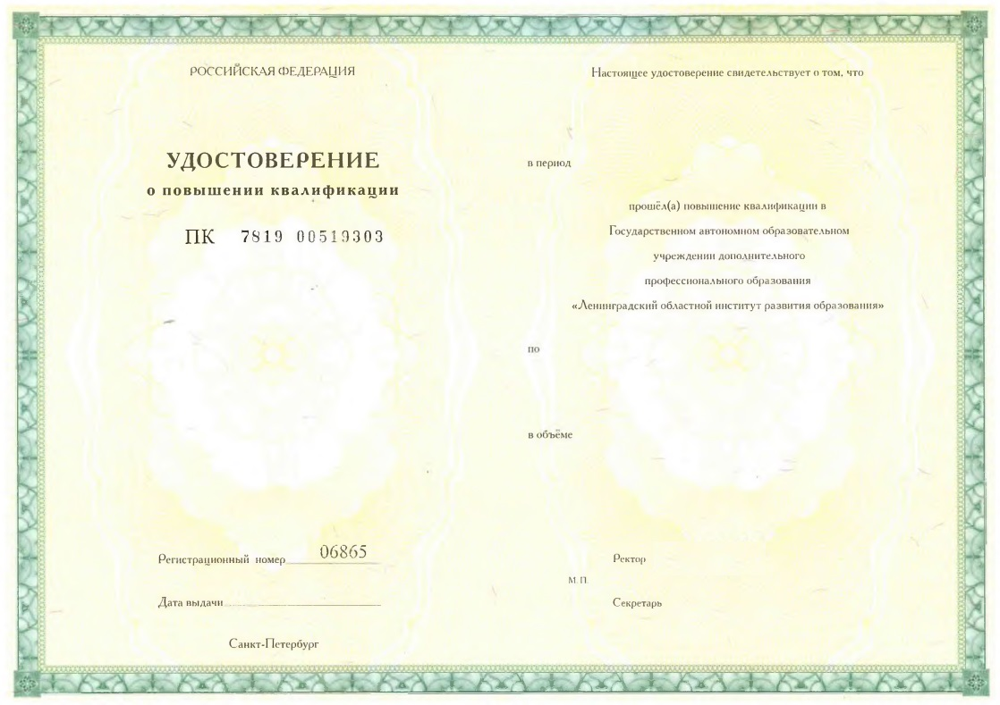 РОССИЙСКАЯ ФЕДЕРАЦИЯ
УДОСТОВЕРЕНИЕ
о повышении квалификации
ПК 7819 00519303
Регистрационный номер 06865
Дата выдачи
Санкт-Петербург
Настоящее удостоверение свидетельствует о том, что
в период
прошёл(а) повышение квалификации в
Государственном автономном образовательном
учреждении дополнительного
профессионального образования
«Ленинградский областной институт развития образования»
по
в объёме
Ректор
М. П.
Секретарь